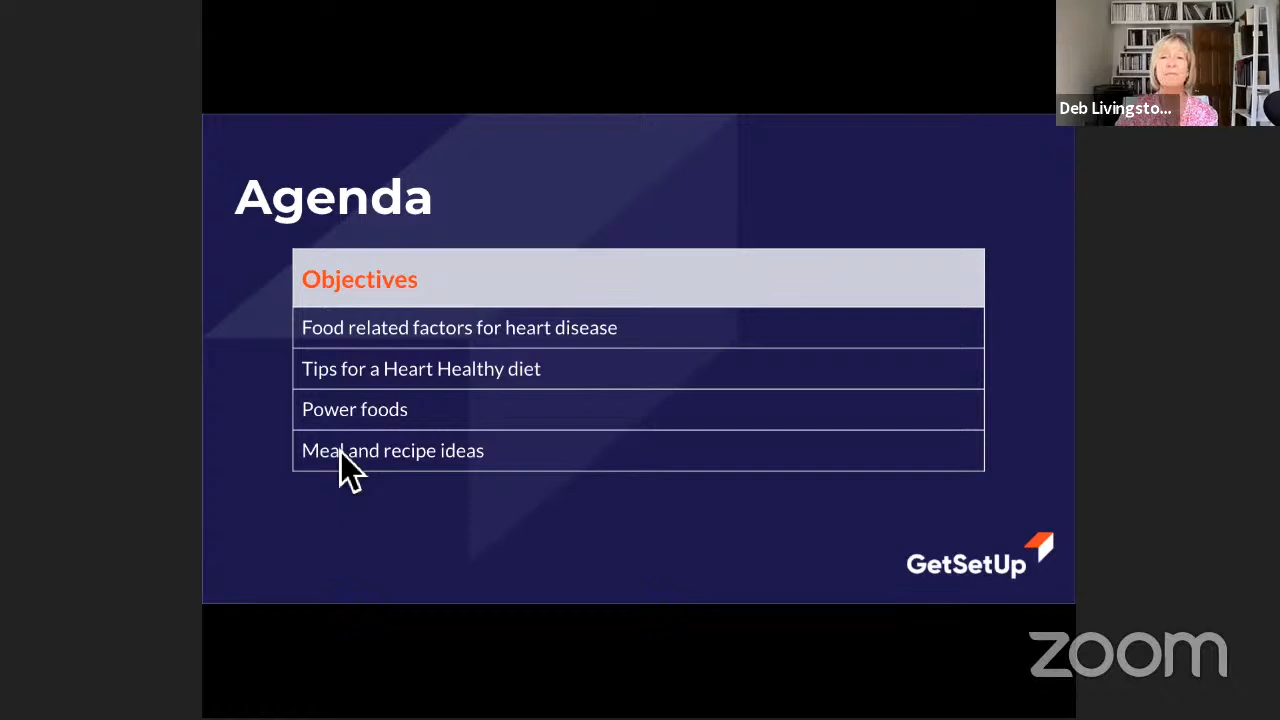 Deb Livingsto...
Agenda
Objectives
Food related factors for heart disease
Tips for a Heart Healthy diet
Power foods
Meal and recipe ideas
GetSetUp
zoom